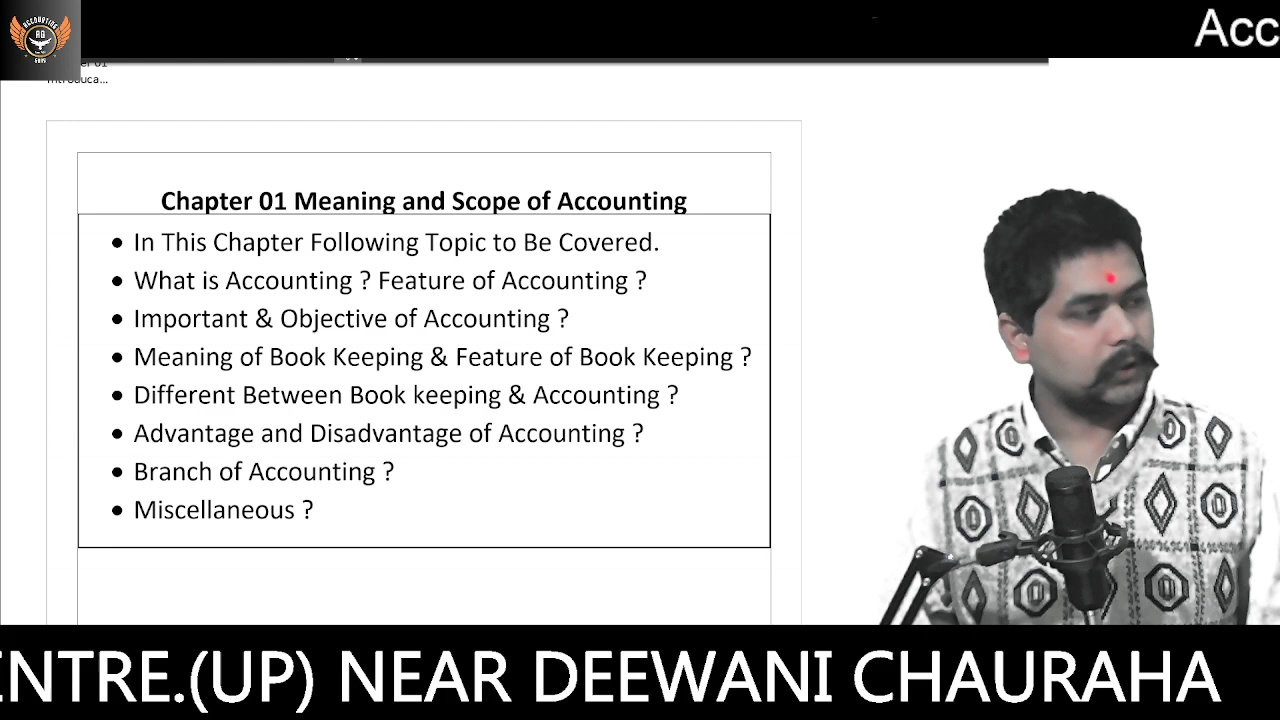 ACCOUNTING
Acc
Chapter 01 Meaning and Scope of Accounting
• In This Chapter Following Topic to Be Covered.
• What is Accounting ? Feature of Accounting ?
• Important & Objective of Accounting ?
• Meaning of Book Keeping & Feature of Book Keeping ?
• Different Between Book keeping & Accounting ?
• Advantage and Disadvantage of Accounting ?
• Branch of Accounting ?
• Miscellaneous ?
ENTRE.(UP) NEAR DEEWANI CHAURAHA